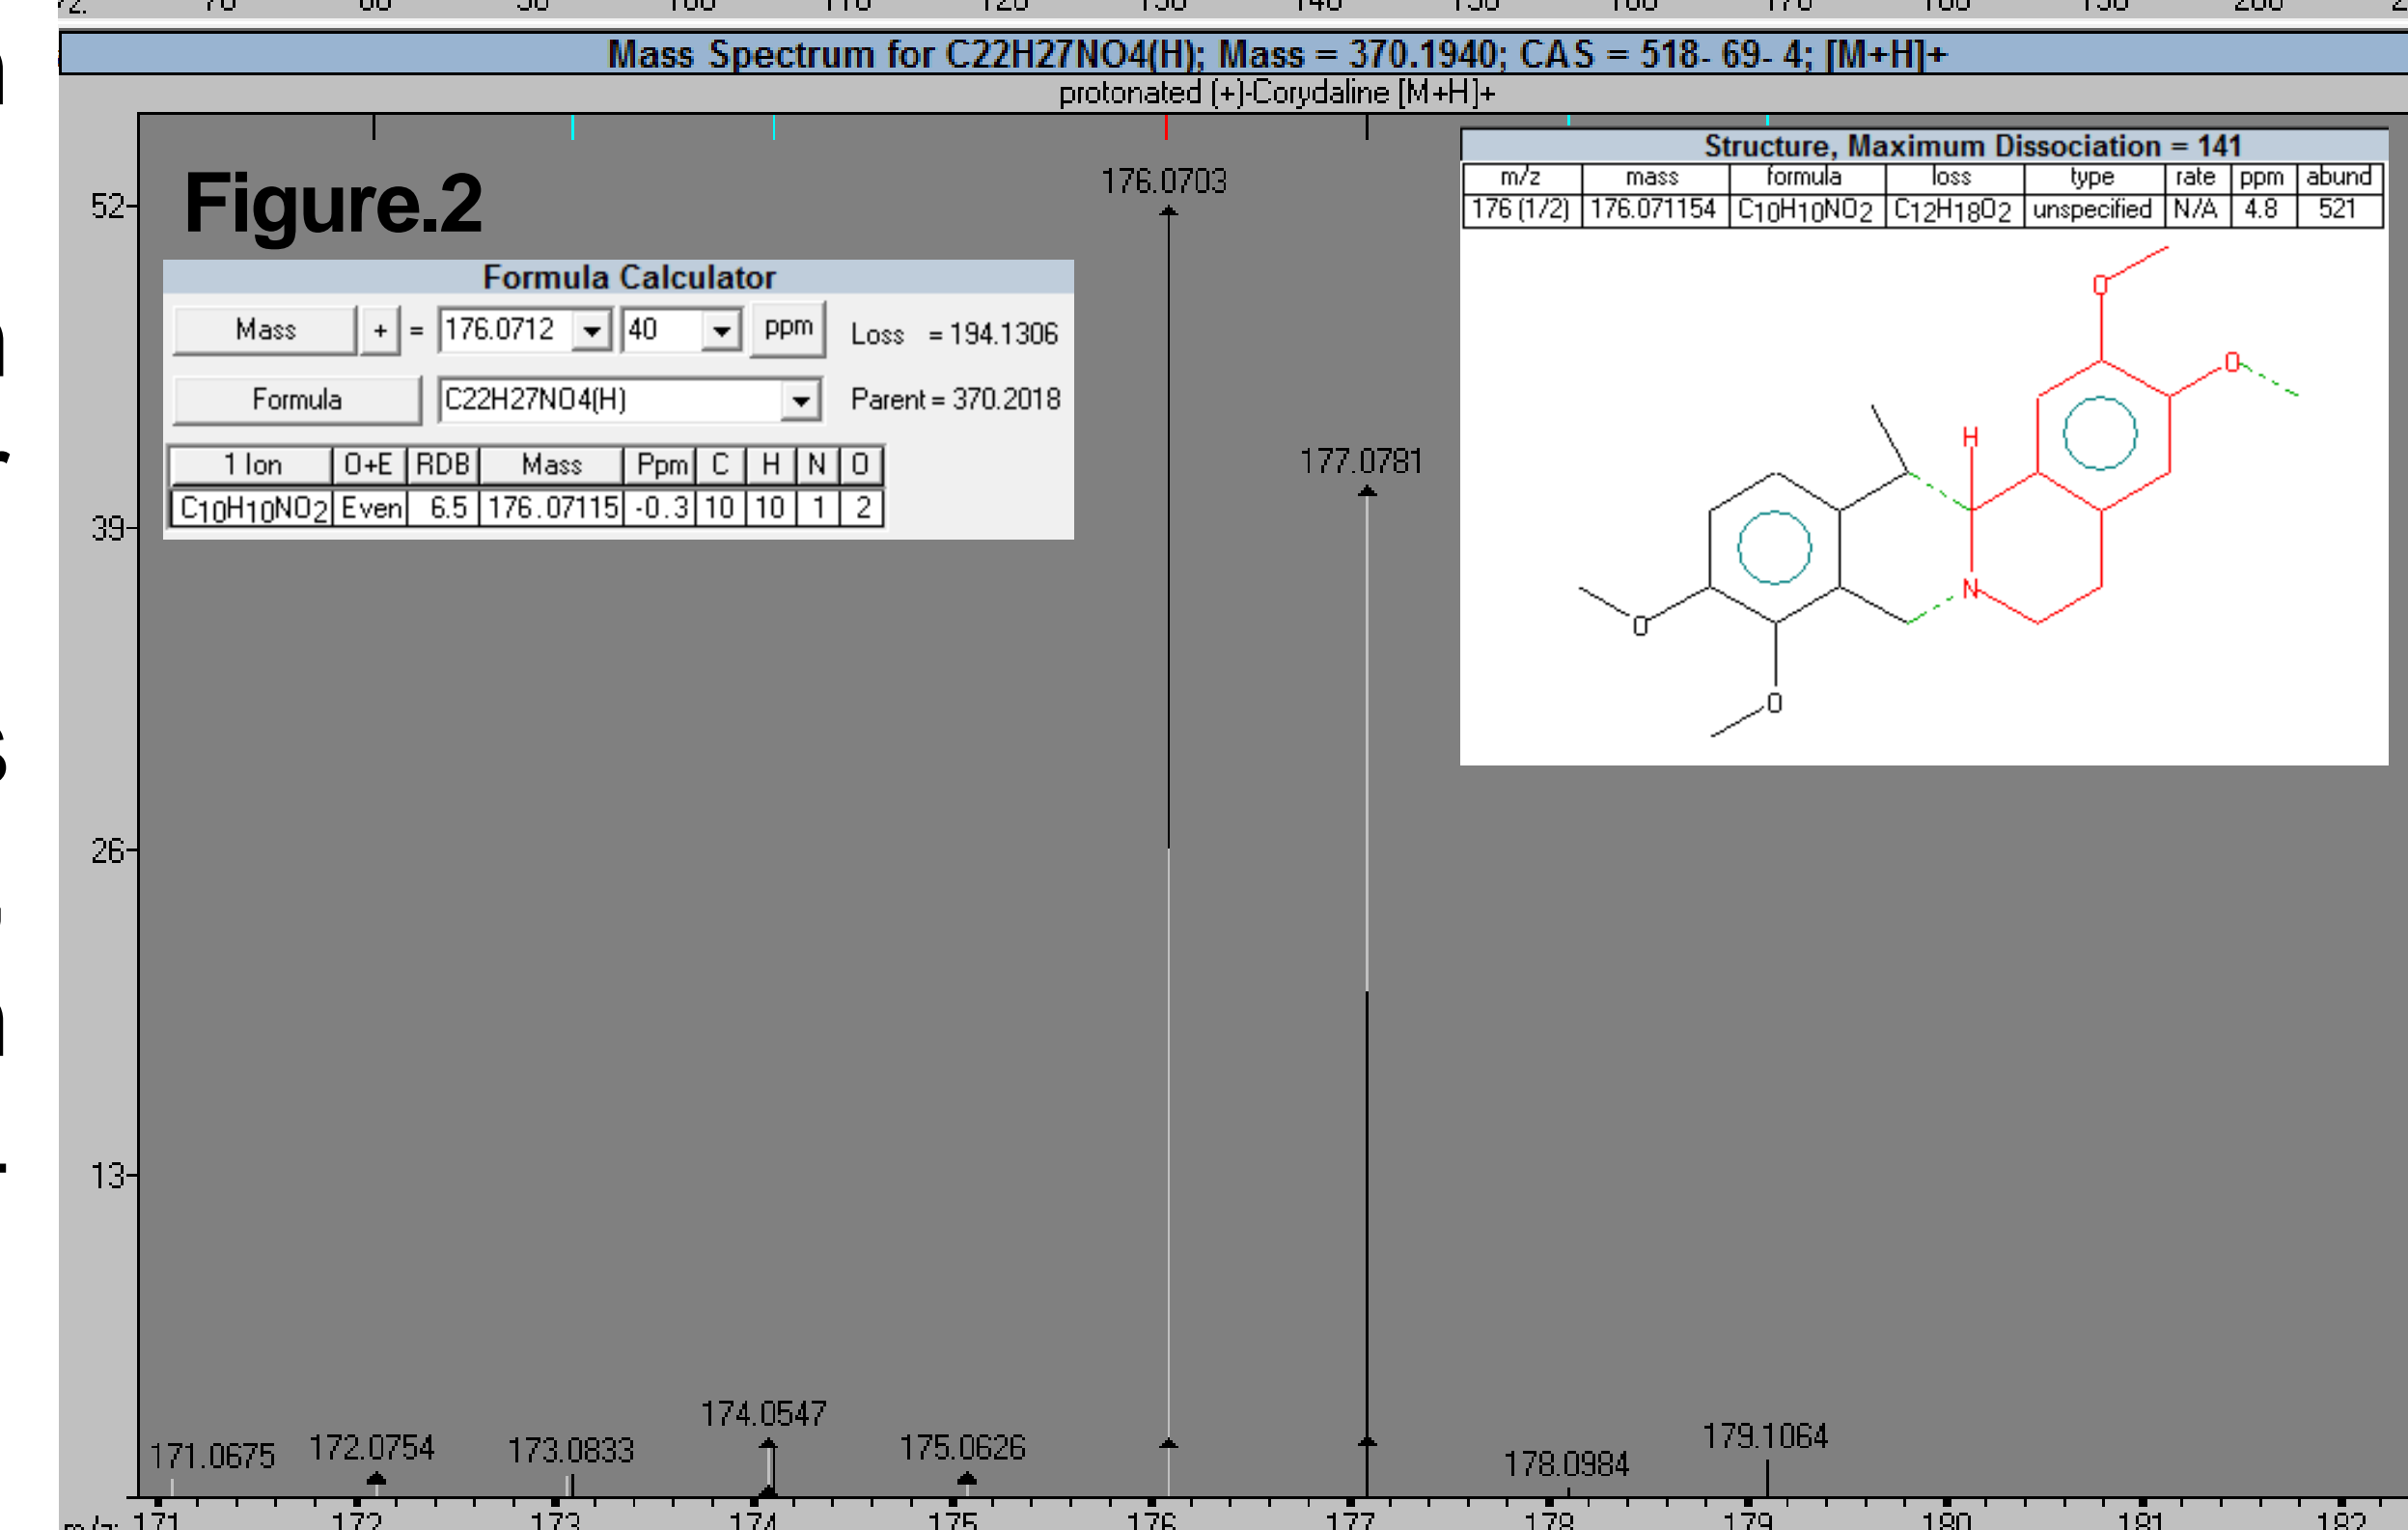 Mass Spectrum for C22H27NO4(H); Mass = 370.1940; CAS = 518- 69- 4; [M+H]+
protonated (+)-Corydaline [M+H]+
Figure.2
Formula Calculator
Mass + = 176.0712 40 ppm Loss = 194.1306
Formula C22H27NO4(H) Parent = 370.2018
1 Ion O+E RDB Mass Ppm C H N O
C10H10NO2 Even 6.5 176.07115 -0.3 10 10 1 2
Structure, Maximum Dissociation = 141
m/z mass formula loss type rate ppm abund
176 (1/2) 176.071154 C10H10NO2 C12H18O2 unspecified N/A 4.8 521
O
O
H
N
O
O
52
39
26
13
176.0703
177.0781
171.0675
172.0754
173.0833
174.0547
175.0626
178.0984
179.1064
m/z: 171 172 173 174 175 176 177 178 179 180 181 182